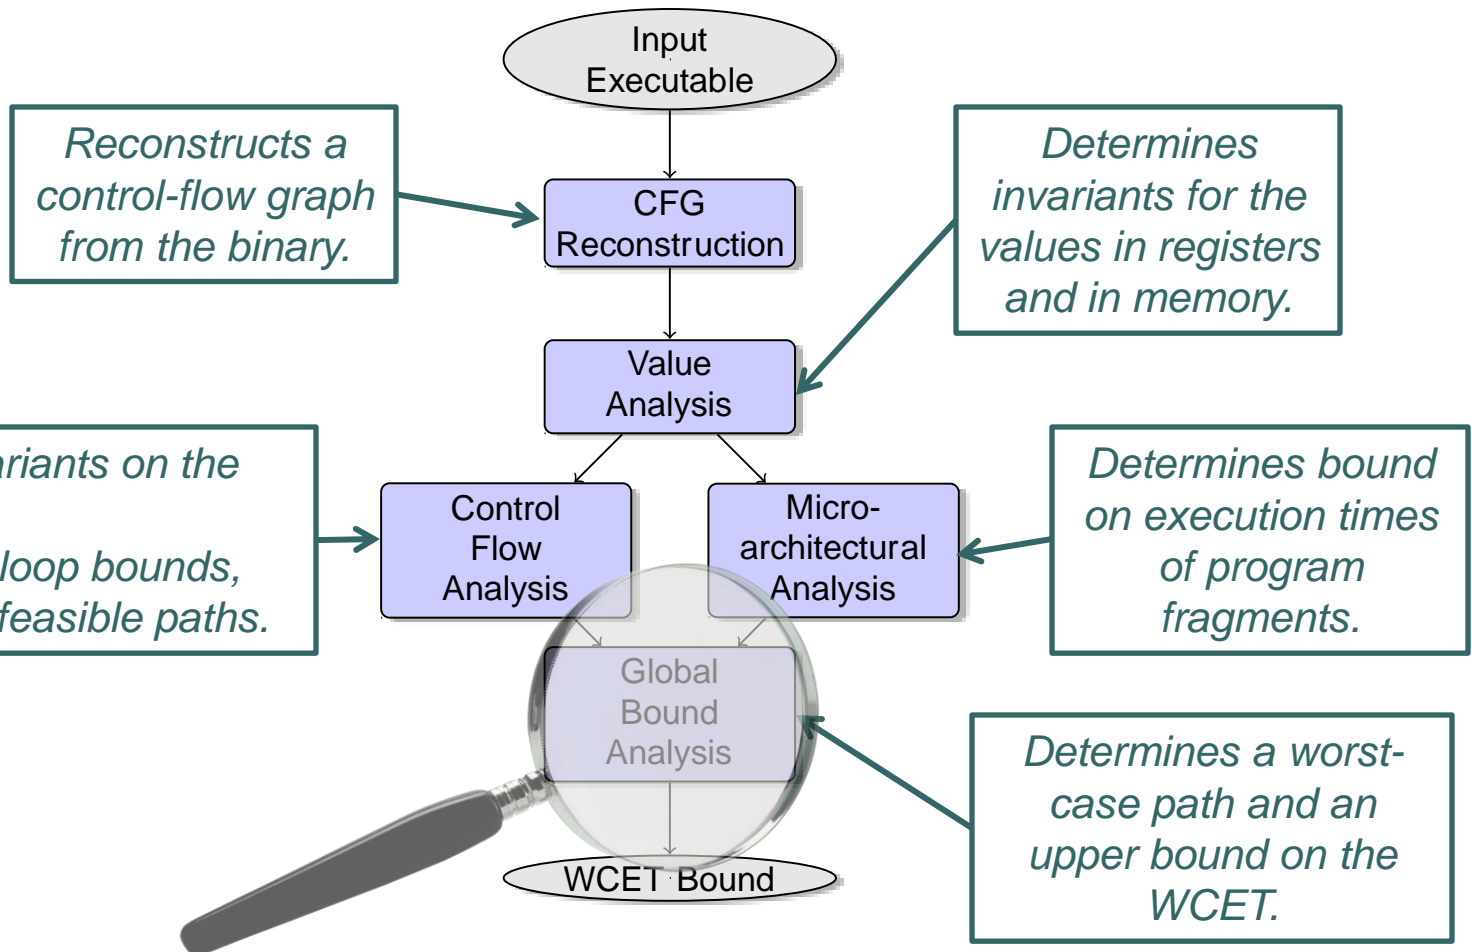 Input
Executable
Reconstructs a
control-flow graph
from the binary.
Determines
invariants for the
values in registers
and in memory.
CFG
Reconstruction
Value
Analysis
ariants on the
loop bounds,
feasible paths.
Control
Flow
Analysis
Micro-
architectural
Analysis
Determines bound
on execution times
of program
fragments.
Global
Bound
Analysis
Determines a worst-
case path and an
upper bound on the
WCET.
WCET Bound